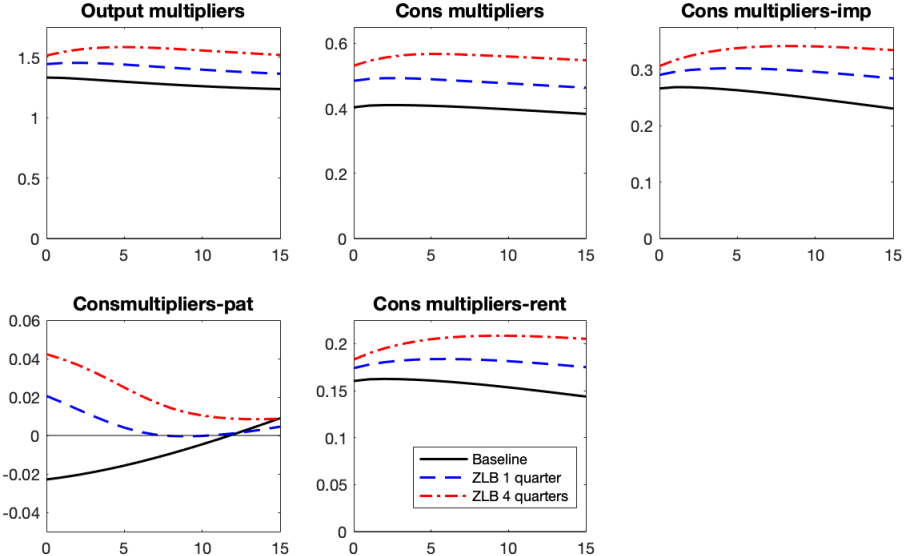 Output multipliers
1.5
1
0.5
0
0 5 10 15
Cons multipliers
0.6
0.4
0.2
0
0 5 10 15
Cons multipliers-imp
0.3
0.2
0.1
0
0 5 10 15
Consmultipliers-pat
0.06
0.04
0.02
0
-0.02
-0.04
0 5 10 15
Cons multipliers-rent
0.2
0.15
0.1
0.05
0
0 5 10 15
Baseline
ZLB 1 quarter
ZLB 4 quarters